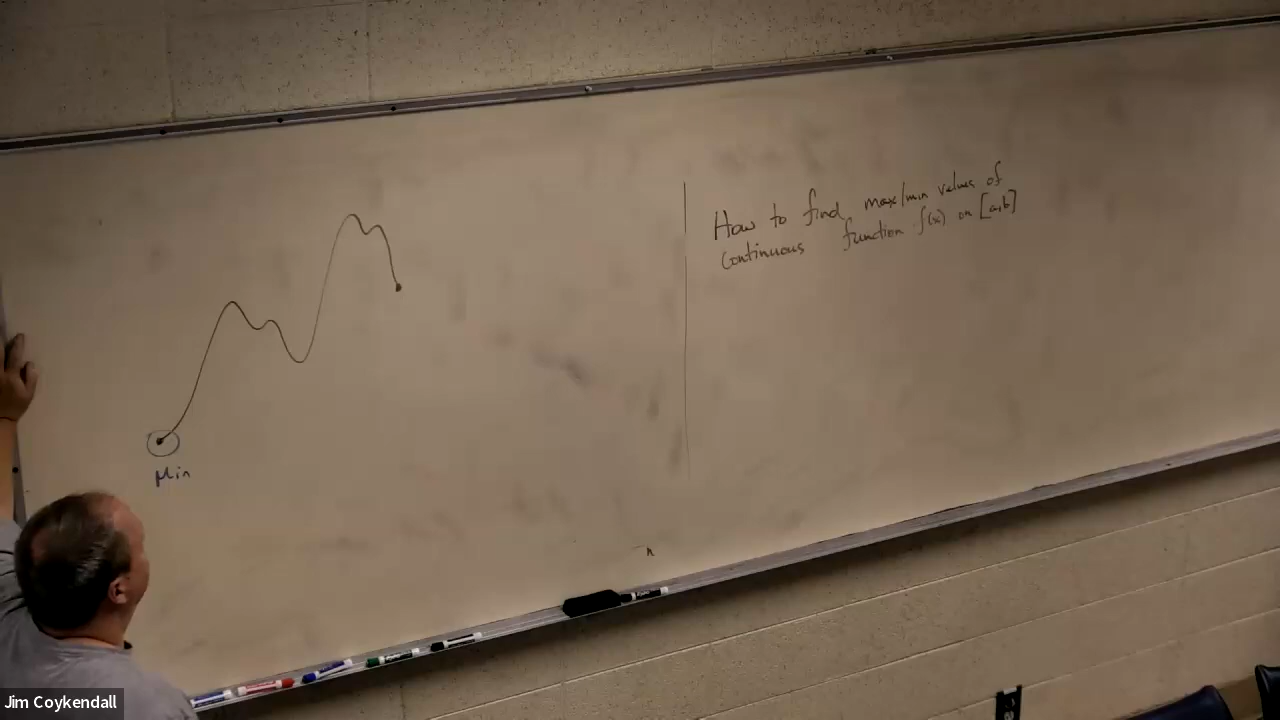 How to find max/min values of
continuous function f(x) on [a,b]
Min
Jim Coykendall